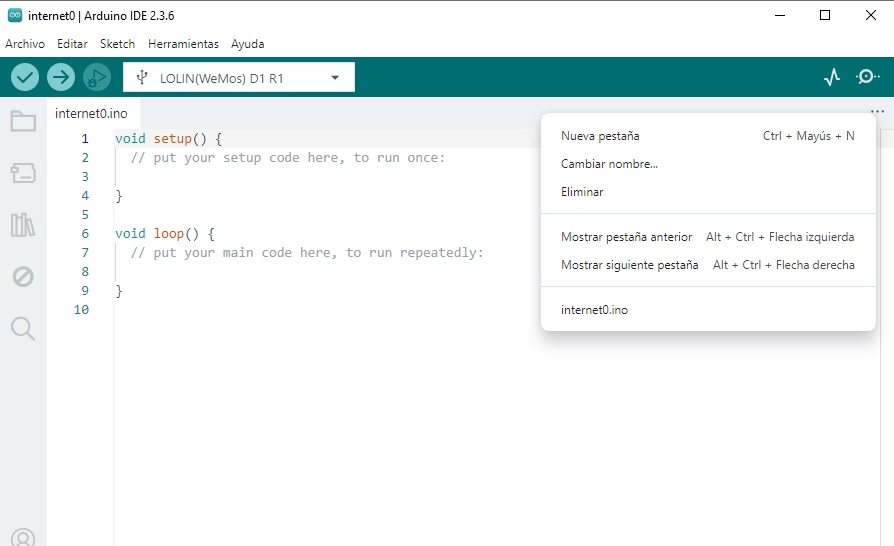 internet0 | Arduino IDE 2.3.6
Archivo Editar Sketch Herramientas Ayuda
LOLIN(WeMos) D1 R1
internet0.ino
1 void setup() {
2 // put your setup code here, to run once:
3
4 }
5
6 void loop() {
7 // put your main code here, to run repeatedly:
8
9 }
10
Nueva pestaña Ctrl + Mayús + N
Cambiar nombre...
Eliminar
Mostrar pestaña anterior Alt + Ctrl + Flecha izquierda
Mostrar siguiente pestaña Alt + Ctrl + Flecha derecha
internet0.ino